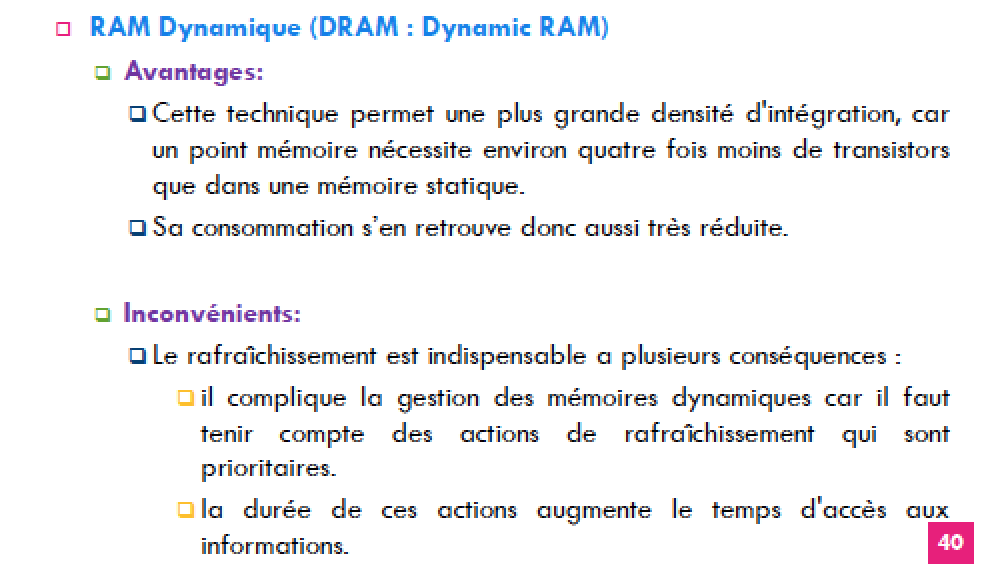 RAM Dynamique (DRAM : Dynamic RAM)
Avantages:
Cette technique permet une plus grande densité d'intégration, car
un point mémoire nécessite environ quatre fois moins de transistors
que dans une mémoire statique.
Sa consommation s’en retrouve donc aussi très réduite.
Inconvénients:
Le rafraîchissement est indispensable a plusieurs conséquences :
il complique la gestion des mémoires dynamiques car il faut
tenir compte des actions de rafraîchissement qui sont
prioritaires.
la durée de ces actions augmente le temps d'accès aux
informations.
40